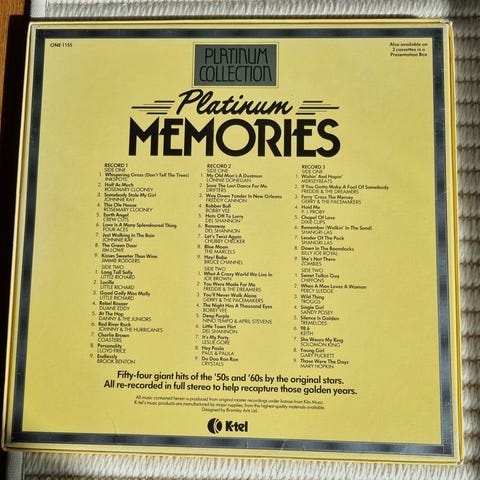 ONE 1155
PLATINUM
COLLECTION
Also available on
3 cassettes in a
Presentation Box
Platinum
MEMORIES
RECORD 1
SIDE ONE
1. Whispering Grass (Don't Tell The Trees)
INKSPOTS
2. Half As Much
ROSEMARY CLOONEY
3. Somebody Stole My Girl
JOHNNIE RAY
4. This Ole House
ROSEMARY CLOONEY
5. Earth Angel
CREW CUTS
6. Love Is A Many Splendoured Thing
FOUR ACES
7. Just Walking In The Rain
JOHNNIE RAY
8. The Green Door
JIM LOWE
9. Kisses Sweeter Than Wine
JIMMIE RODGERS
SIDE TWO
1. Long Tall Sally
LITTLE RICHARD
2. Lucille
LITTLE RICHARD
3. Good Golly Miss Molly
LITTLE RICHARD
4. Rebel Rouser
DUANE EDDY
5. At The Hop
DANNY & THE JUNIORS
6. Red River Rock
JOHNNY & THE HURRICANES
7. Charlie Brown
COASTERS
8. Personality
LLOYD PRICE
9. Endlessly
BROOK BENTON
RECORD 2
SIDE ONE
1. My Old Man's A Dustman
LONNIE DONEGAN
2. Save The Last Dance For Me
DRIFTERS
3. Way Down Yonder In New Orleans
FREDDY CANNON
4. Rubber Ball
BOBBY VEE
5. Hats Off To Larry
DEL SHANNON
6. Runaway
DEL SHANNON
7. Let's Twist Again
CHUBBY CHECKER
8. Blue Moon
THE MARCELS
9. Hey! Babe
BRUCE CHANNEL
SIDE TWO
1. What A Crazy World We Live In
JOE BROWN
2. You Were Made For Me
FREDDIE & THE DREAMERS
3. You'll Never Walk Alone
GERRY & THE PACEMAKERS
4. The Night Has A Thousand Eyes
BOBBY VEE
5. Deep Purple
NINO TEMPO & APRIL STEVENS
6. Little Town Flirt
DEL SHANNON
7. It's My Party
LESLIE GORE
8. Hey Paula
PAUL & PAULA
9. Da Doo Ron Ron
CRYSTALS
RECORD 3
SIDE ONE
1. Wishin' And Hopin'
MERSEYBEATS
2. If You Gotta Make A Fool Of Somebody
FREDDIE & THE DREAMERS
3. Ferry 'Cross The Mersey
GERRY & THE PACEMAKERS
4. Hold Me
P. J. PROBY
5. Chapel Of Love
DIXIE CUPS
6. Remember (Walkin' In The Sand)
SHANGRI-LAS
7. Leader Of The Pack
SHANGRI-LAS
8. Down In The Boondocks
BILLY JOE ROYAL
9. She's Not There
ZOMBIES
SIDE TWO
1. Sweet Talkin' Guy
CHIFFONS
2. When A Man Loves A Woman
PERCY SLEDGE
3. Wild Thing
TROGGS
4. Single Girl
SANDY POSEY
5. Silence Is Golden
TREMELOES
6. 98.6
KEITH
7. She Wears My Ring
SOLOMON KING
8. Young Girl
GARY PUCKETT
9. Those Were The Days
MARY HOPKIN
Fifty-four giant hits of the '50s and '60s by the original stars.
All re-recorded in full stereo to help recapture those golden years.
All music contained herein is produced from original master recordings under license from Kila Music.
K-tel's music products are manufactured by major supplies, from the highest quality materials available.
Designed by Bromley Arts Ltd.
K-tel